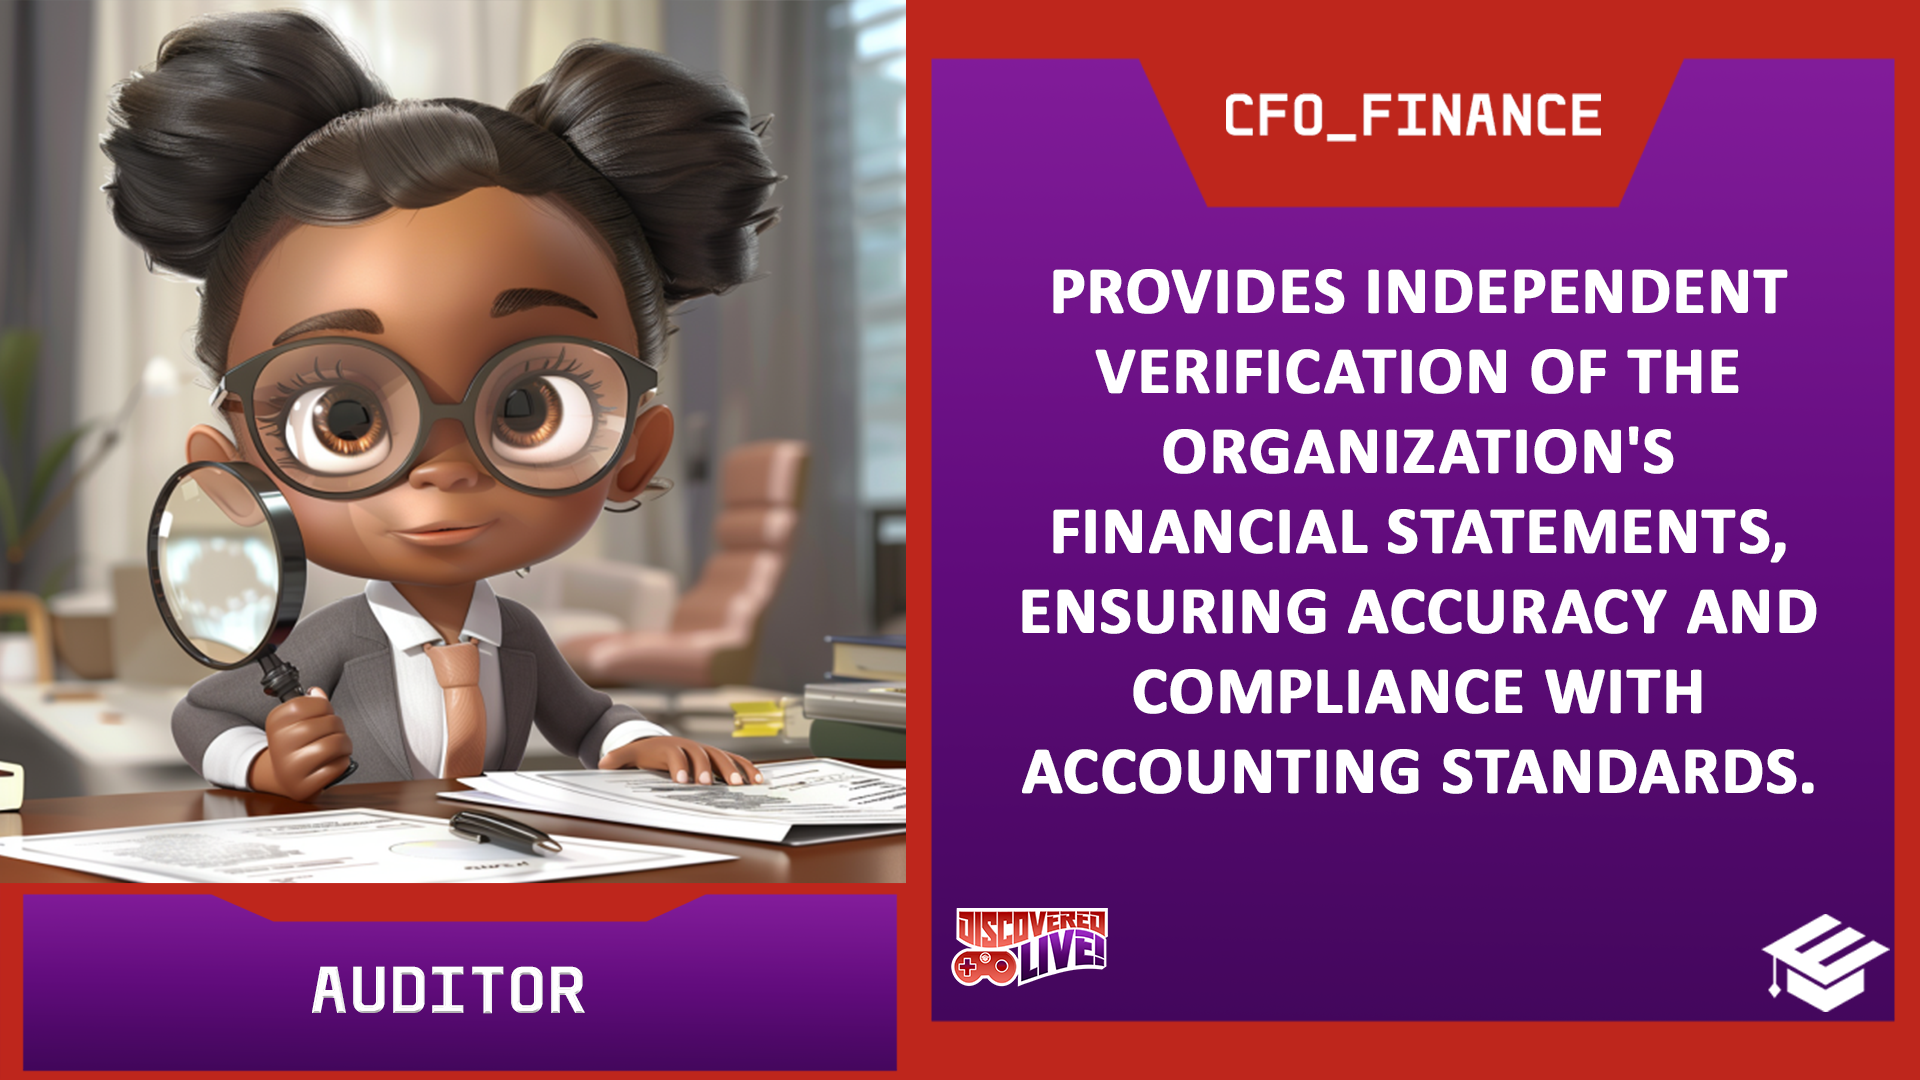 CFO_FINANCE
PROVIDES INDEPENDENT
VERIFICATION OF THE
ORGANIZATION'S
FINANCIAL STATEMENTS,
ENSURING ACCURACY AND
COMPLIANCE WITH
ACCOUNTING STANDARDS.
AUDITOR
DISCOVERED
LIVE!